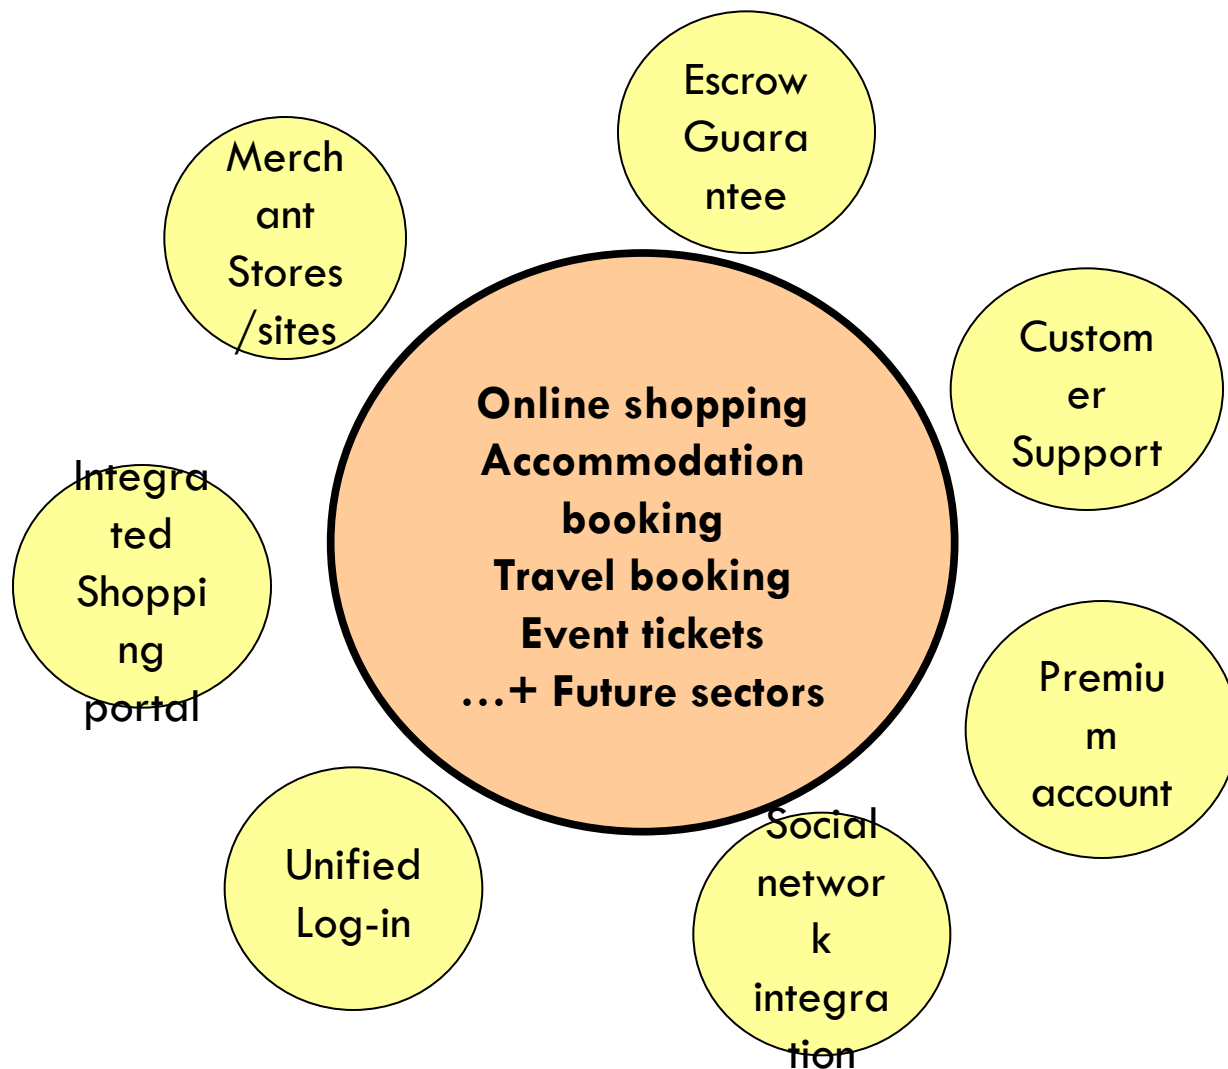 Escrow
Guara
ntee
Merch
ant
Stores
/sites
Custom
er
Support
Online shopping
Accommodation
booking
Travel booking
Event tickets
...+ Future sectors
Integra
ted
Shoppi
ng
portal
Premiu
m
account
Unified
Log-in
Social
networ
k
integra
tion